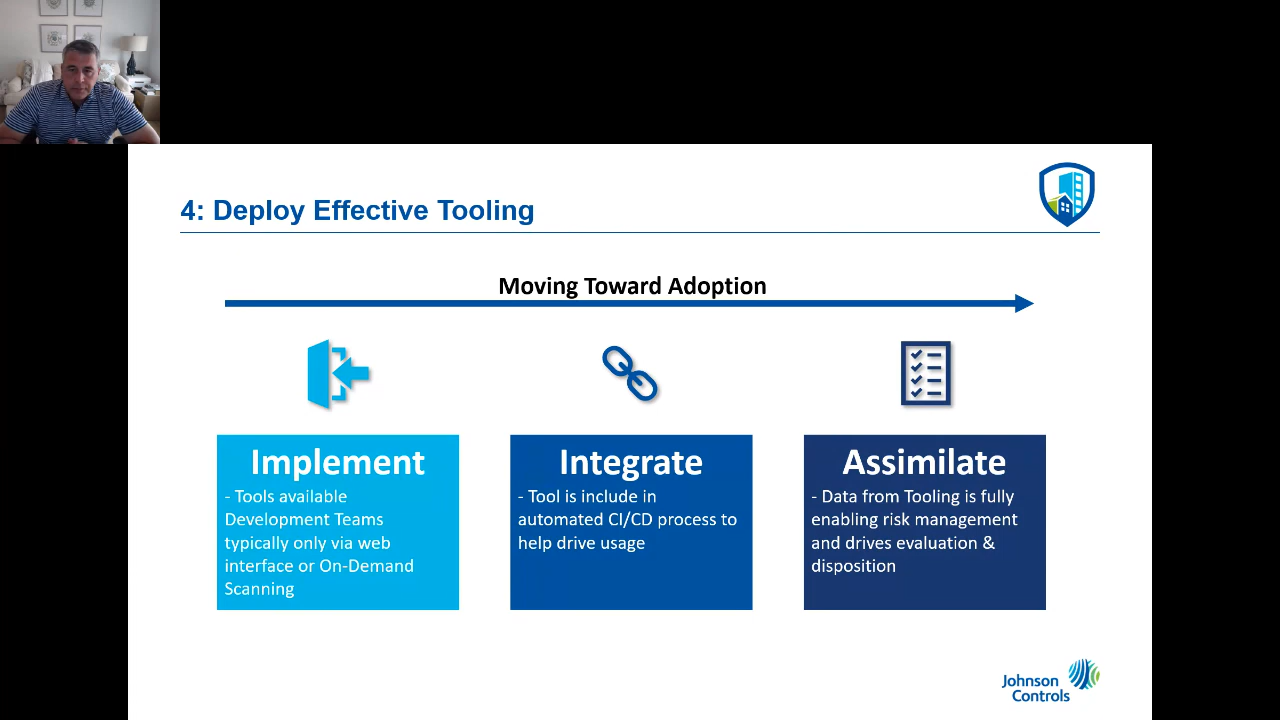 4: Deploy Effective Tooling
Moving Toward Adoption
Implement
- Tools available
Development Teams
typically only via web
interface or On-Demand
Scanning
Integrate
- Tool is include in
automated CI/CD process to
help drive usage
Assimilate
- Data from Tooling is fully
enabling risk management
and drives evaluation &
disposition
Johnson
Controls